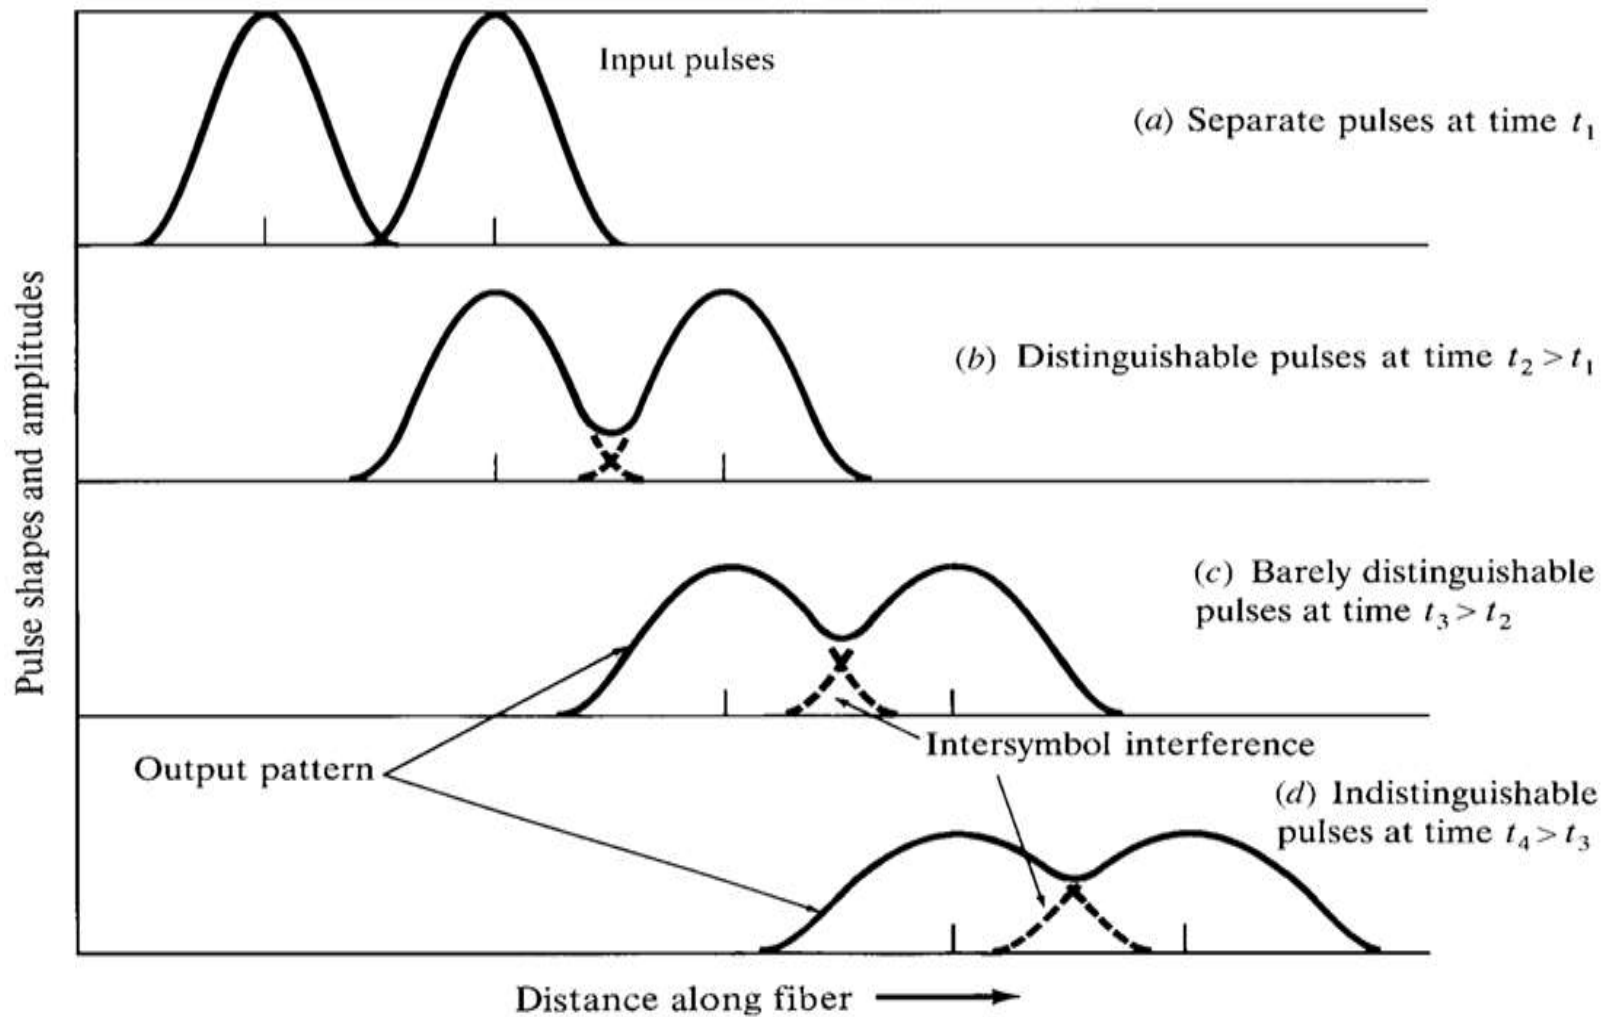 Input pulses
(a) Separate pulses at time t₁
Pulse shapes and amplitudes
(b) Distinguishable pulses at time t₂ > t₁
(c) Barely distinguishable
pulses at time t₃ > t₂
Output pattern
Intersymbol interference
(d) Indistinguishable
pulses at time t₄ > t₃
Distance along fiber